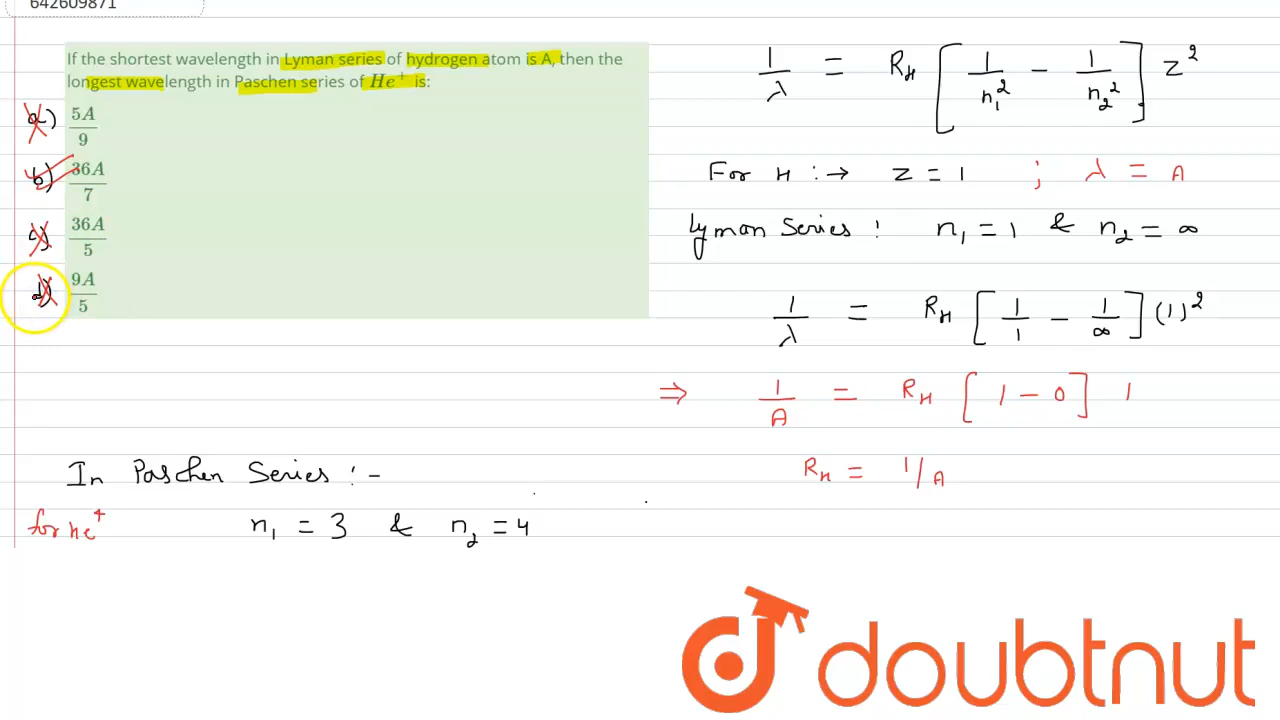 642609871
If the shortest wavelength in Lyman series of hydrogen atom is A, then the
longest wavelength in Paschen series of He⁺ is:
a) 5A/9
b) 36A/7
c) 36A/5
d) 9A/5
1/λ = R_H [1/n₁² − 1/n₂²] z²
For H :→ z = 1 ; λ = A
Lyman Series : n₁ = 1 & n₂ = ∞
1/λ = R_H [1/1 − 1/∞] (1)²
⇒ 1/A = R_H [1 − 0] 1
R_H = 1/A
In Paschen Series :-
for He⁺ n₁ = 3 & n₂ = 4
doubtnut